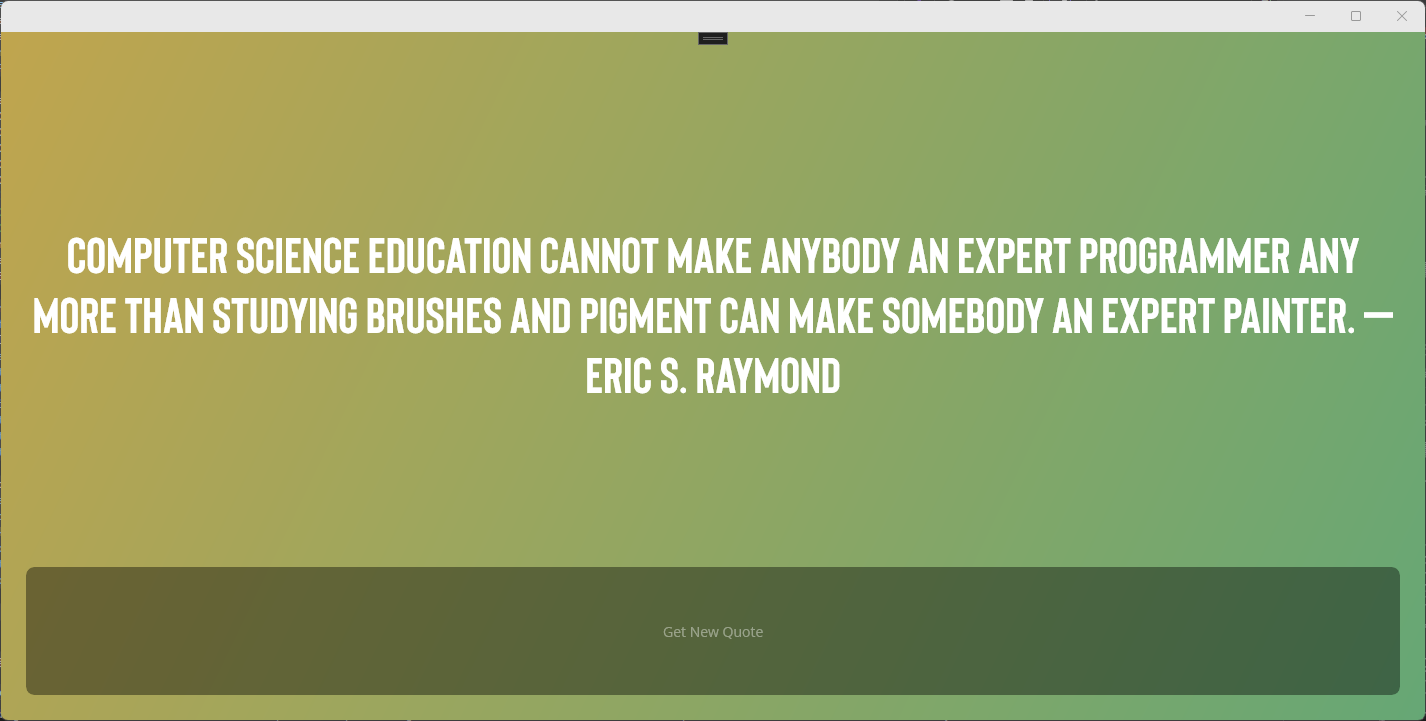 COMPUTER SCIENCE EDUCATION CANNOT MAKE ANYBODY AN EXPERT PROGRAMMER ANY
MORE THAN STUDYING BRUSHES AND PIGMENT CAN MAKE SOMEBODY AN EXPERT PAINTER. —
ERIC S. RAYMOND
Get New Quote